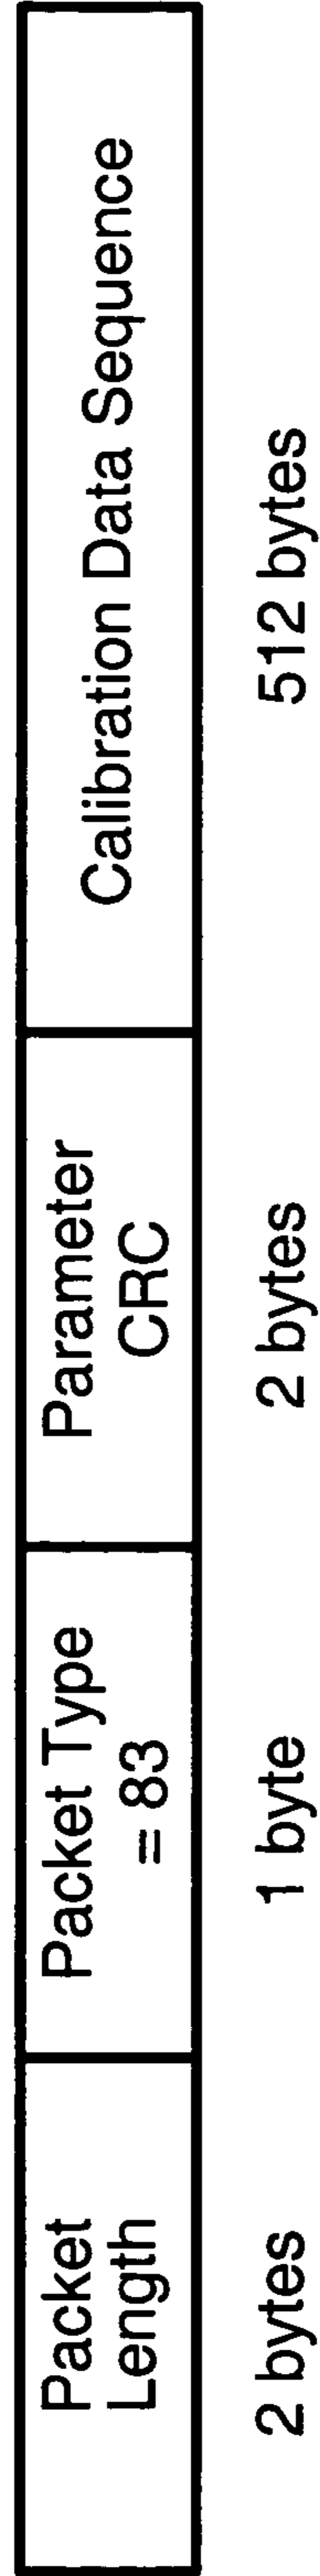 Packet
Length
Packet Type
= 83
Parameter
CRC
Calibration Data Sequence
2 bytes
1 byte
2 bytes
512 bytes